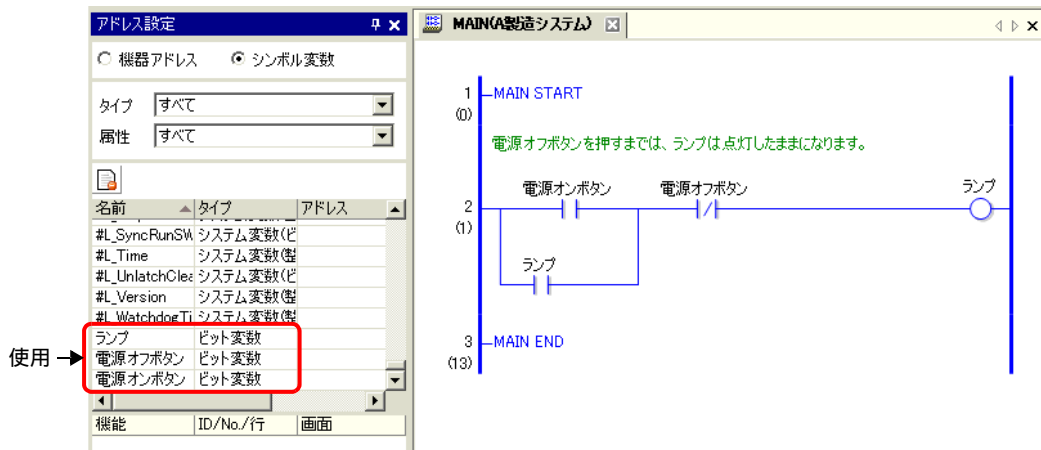 アドレス設定
機器アドレス シンボル変数
タイプ すべて
属性 すべて
名前 タイプ アドレス
#L_SyncRunSW システム変数(ビ
#L_Time システム変数(整
#L_UnlatchClea システム変数(ビ
#L_Version システム変数(整
#L_WatchdogTi システム変数(整
ランプ ビット変数
電源オフボタン ビット変数
電源オンボタン ビット変数
機能 ID/No./行 画面
使用
MAIN(A製造システム)
1 MAIN START
(0)
電源オフボタンを押すまでは、ランプは点灯したままになります。
電源オンボタン 電源オフボタン ランプ
2
(1)
ランプ
3 MAIN END
(13)